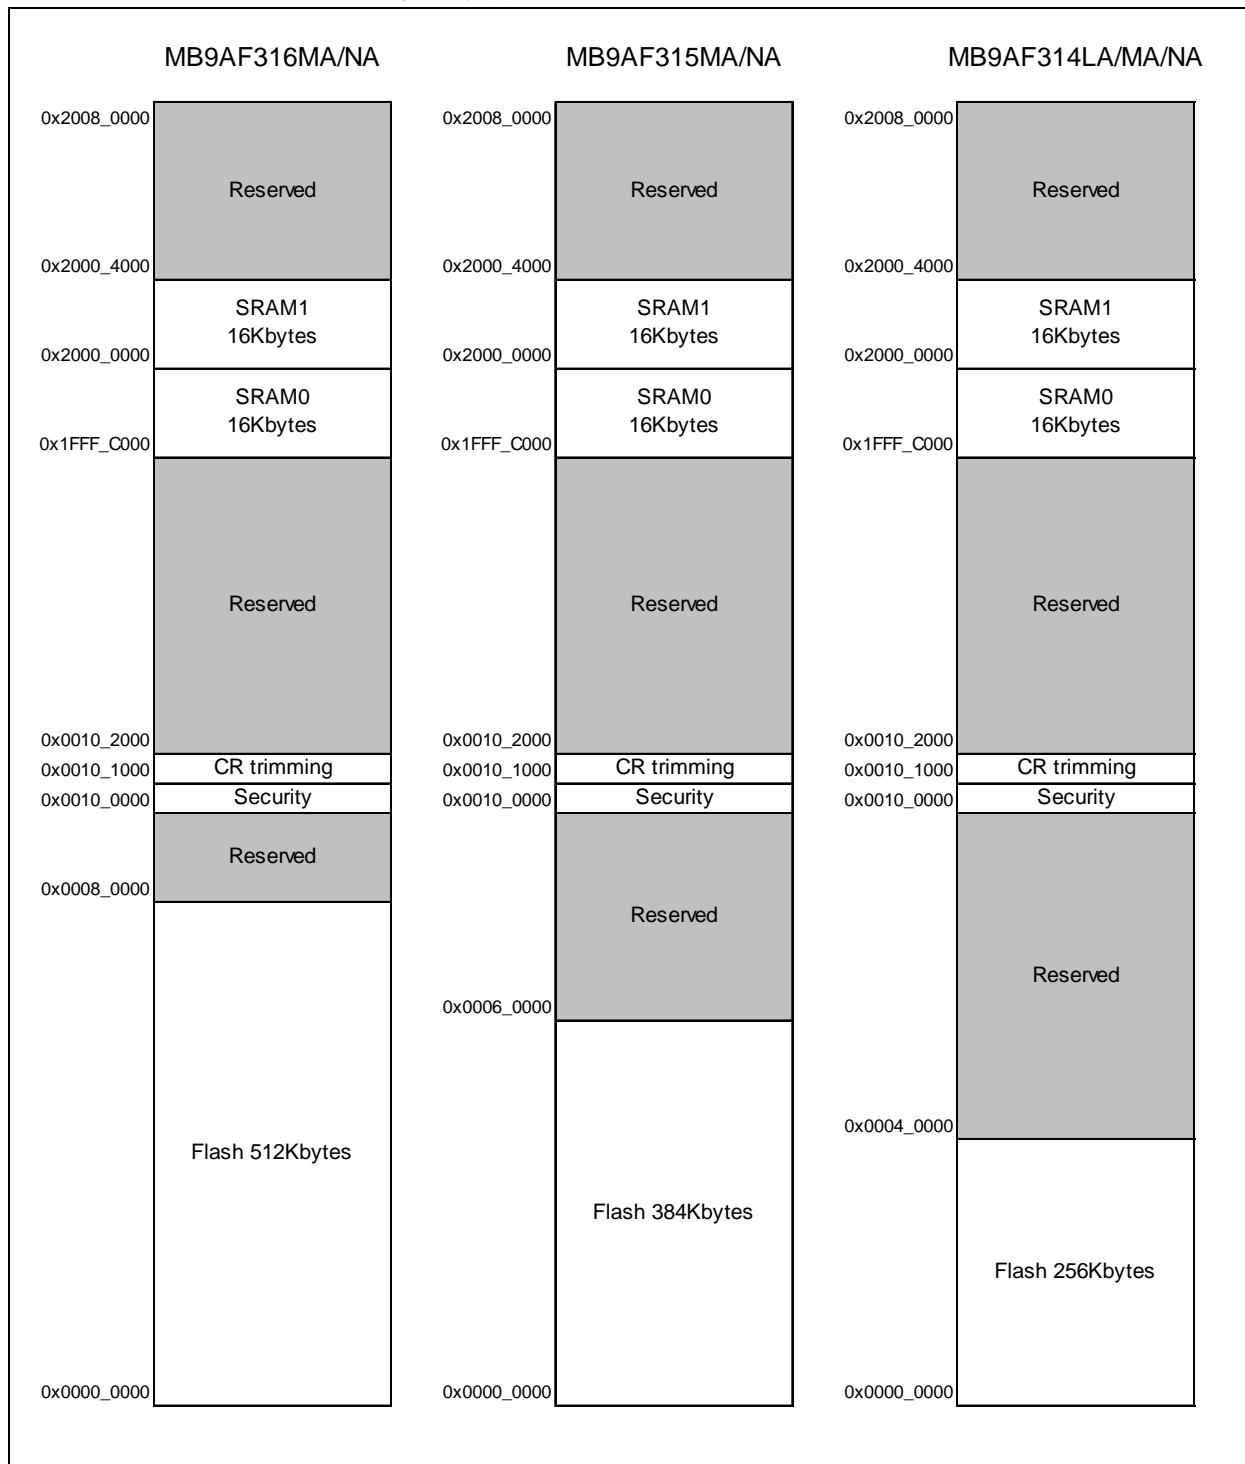 MB9AF316MA/NA
0x2008_0000
Reserved
0x2000_4000
SRAM1
16Kbytes
0x2000_0000
SRAM0
16Kbytes
0x1FFF_C000
Reserved
0x0010_2000
CR trimming
0x0010_1000
Security
0x0010_0000
Reserved
0x0008_0000
Flash 512Kbytes
0x0000_0000
MB9AF315MA/NA
0x2008_0000
Reserved
0x2000_4000
SRAM1
16Kbytes
0x2000_0000
SRAM0
16Kbytes
0x1FFF_C000
Reserved
0x0010_2000
CR trimming
0x0010_1000
Security
0x0010_0000
Reserved
0x0006_0000
Flash 384Kbytes
0x0000_0000
MB9AF314LA/MA/NA
0x2008_0000
Reserved
0x2000_4000
SRAM1
16Kbytes
0x2000_0000
SRAM0
16Kbytes
0x1FFF_C000
Reserved
0x0010_2000
CR trimming
0x0010_1000
Security
0x0010_0000
Reserved
0x0004_0000
Flash 256Kbytes
0x0000_0000